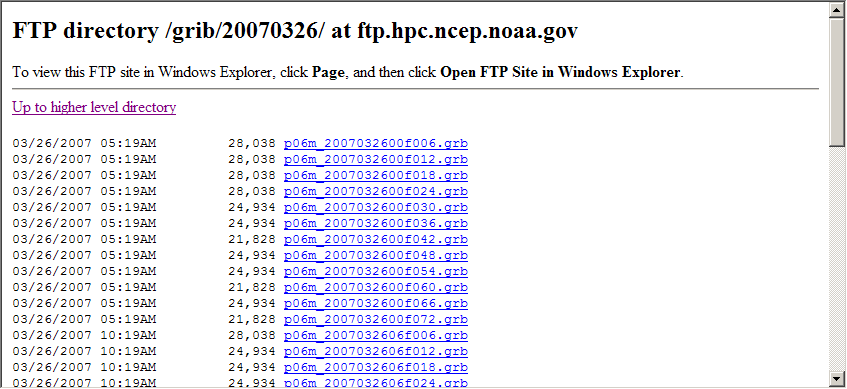 FTP directory /grib/20070326/ at ftp.hpc.ncep.noaa.gov
To view this FTP site in Windows Explorer, click Page, and then click Open FTP Site in Windows Explorer.
Up to higher level directory
03/26/2007 05:19AM 28,038 p06m_2007032600f006.grb
03/26/2007 05:19AM 28,038 p06m_2007032600f012.grb
03/26/2007 05:19AM 28,038 p06m_2007032600f018.grb
03/26/2007 05:19AM 28,038 p06m_2007032600f024.grb
03/26/2007 05:19AM 24,934 p06m_2007032600f030.grb
03/26/2007 05:19AM 24,934 p06m_2007032600f036.grb
03/26/2007 05:19AM 21,828 p06m_2007032600f042.grb
03/26/2007 05:19AM 24,934 p06m_2007032600f048.grb
03/26/2007 05:19AM 24,934 p06m_2007032600f054.grb
03/26/2007 05:19AM 21,828 p06m_2007032600f060.grb
03/26/2007 05:19AM 24,934 p06m_2007032600f066.grb
03/26/2007 05:19AM 21,828 p06m_2007032600f072.grb
03/26/2007 10:19AM 28,038 p06m_2007032606f006.grb
03/26/2007 10:19AM 24,934 p06m_2007032606f012.grb
03/26/2007 10:19AM 24,934 p06m_2007032606f018.grb
03/26/2007 10:19AM 24,934 p06m_2007032606f024.grb